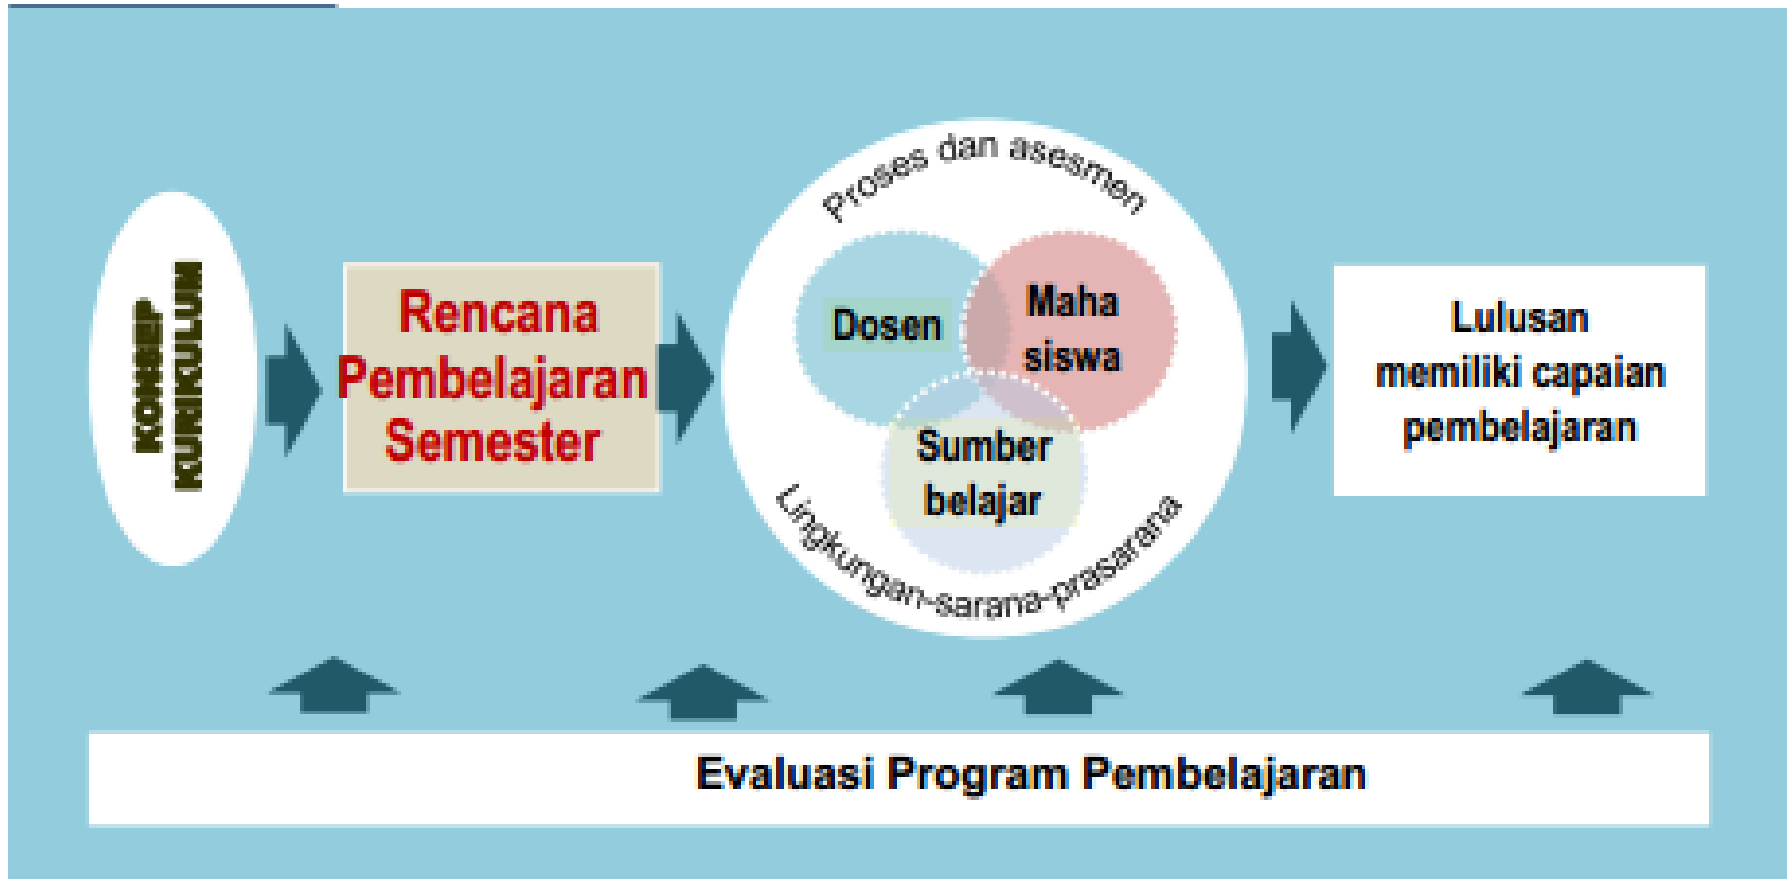 KONSEP
KURIKULUM
Rencana
Pembelajaran
Semester
Proses dan asesmen
Dosen
Maha
siswa
Sumber
belajar
Lingkungan-sarana-prasarana
Lulusan
memiliki capaian
pembelajaran
Evaluasi Program Pembelajaran